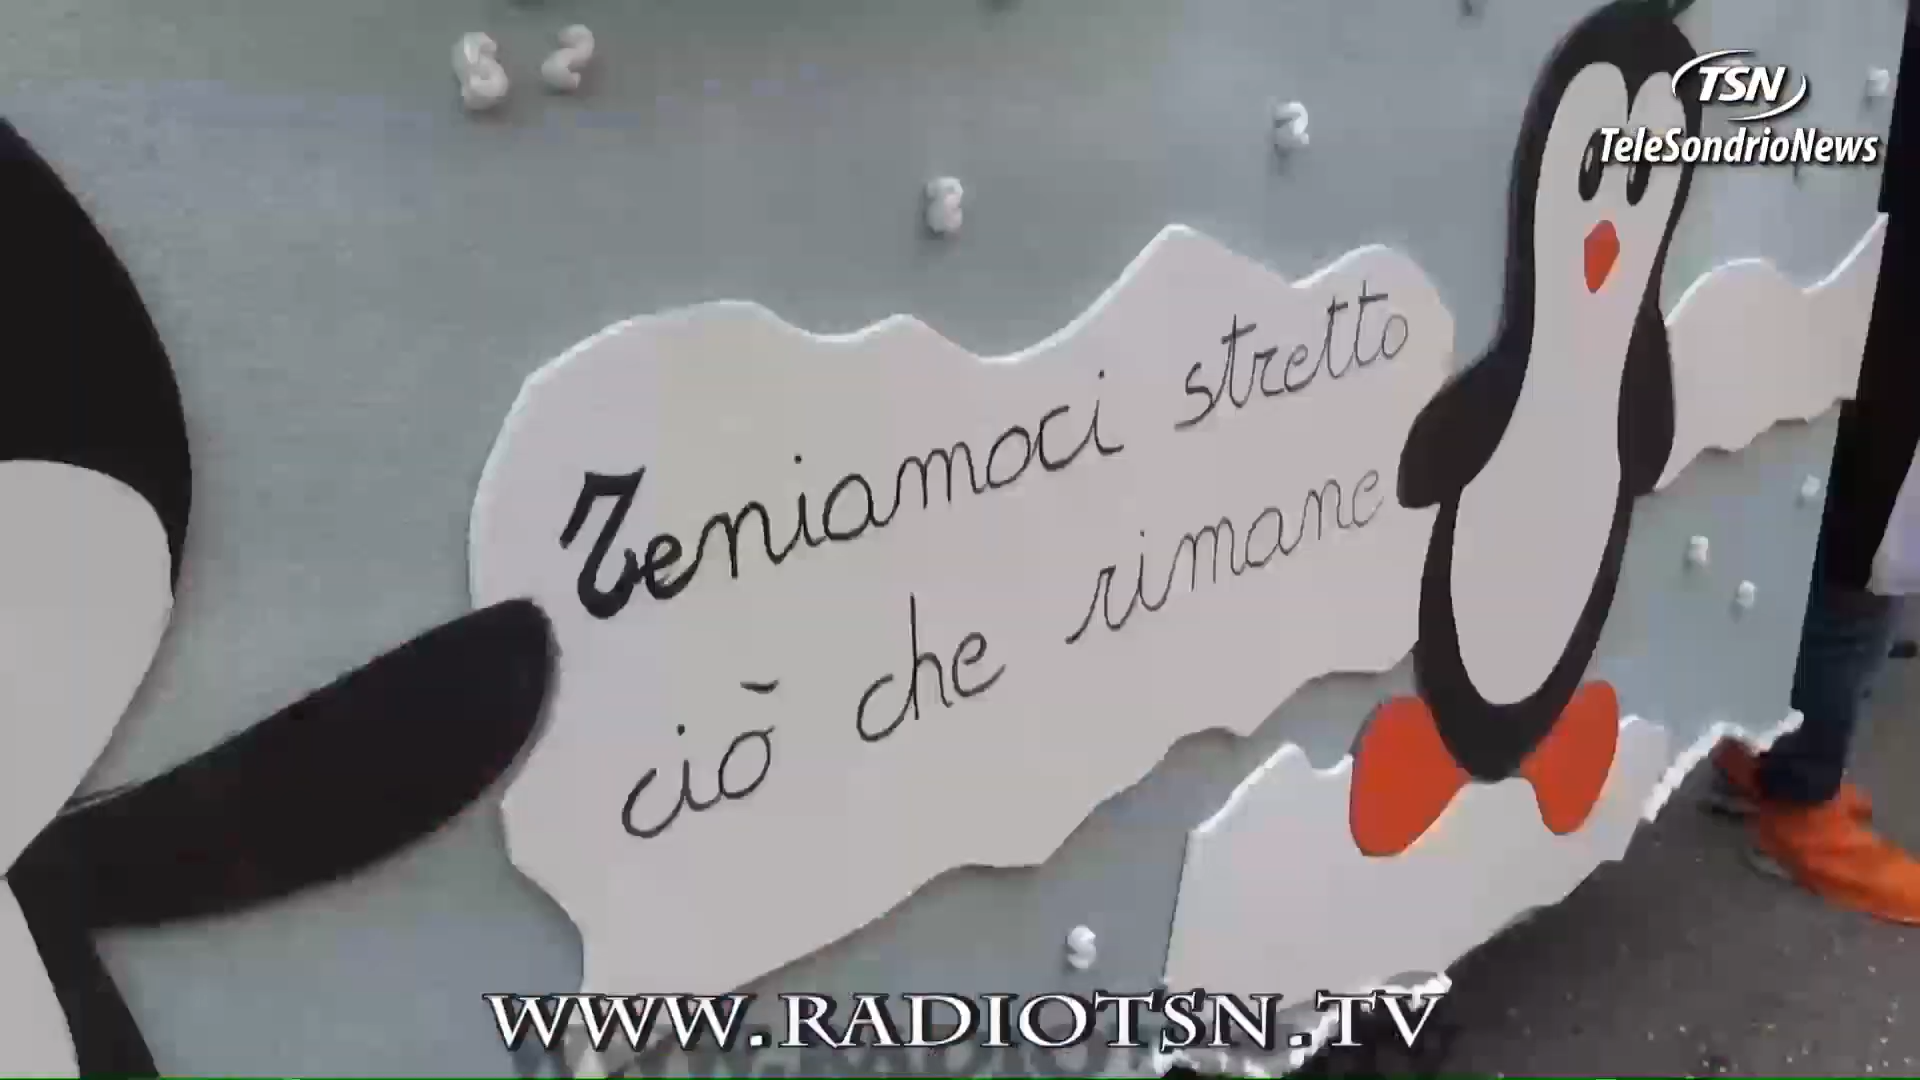 TSN
TeleSondrioNews
Teniamoci stretto
ciò che rimane
WWW.RADIOTSN.TV